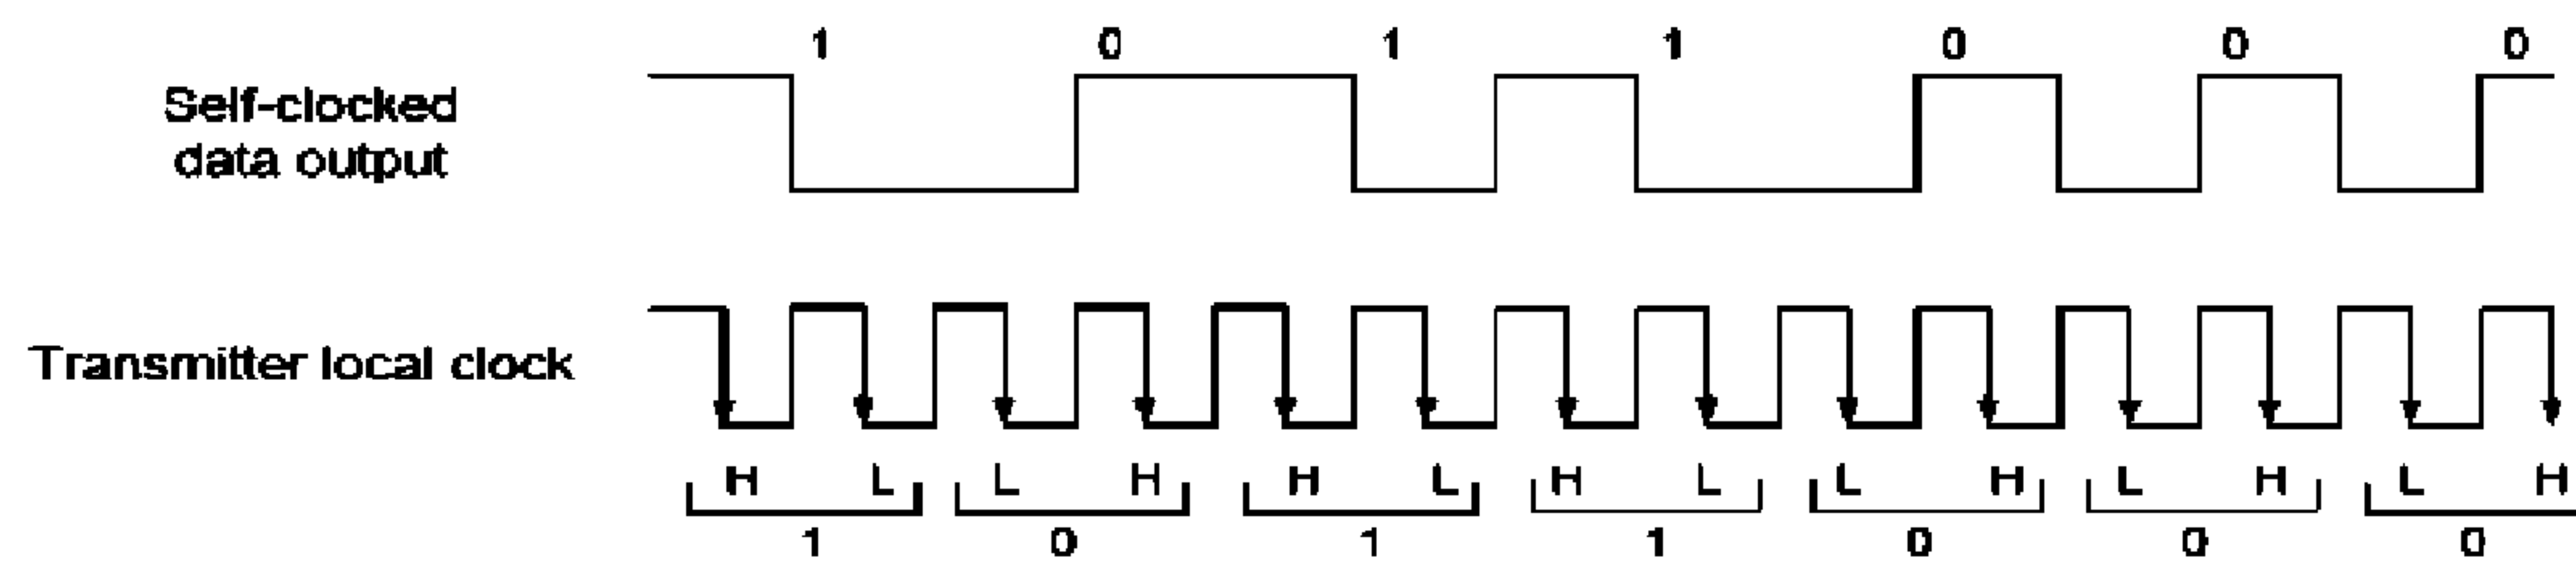 1 0 1 1 0 0 0
Self-clocked
data output
Transmitter local clock
H L L H H L H L L H L H L H
1 0 1 1 0 0 0